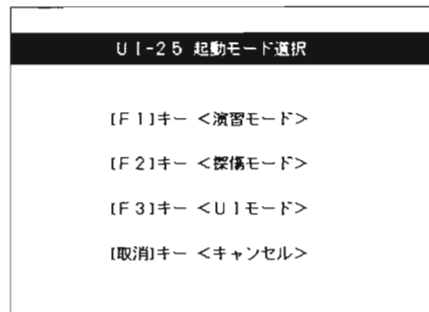 UI-25 起動モード選択
[F1]キー <演習モード>
[F2]キー <探傷モード>
[F3]キー <UIモード>
[取消]キー <キャンセル>